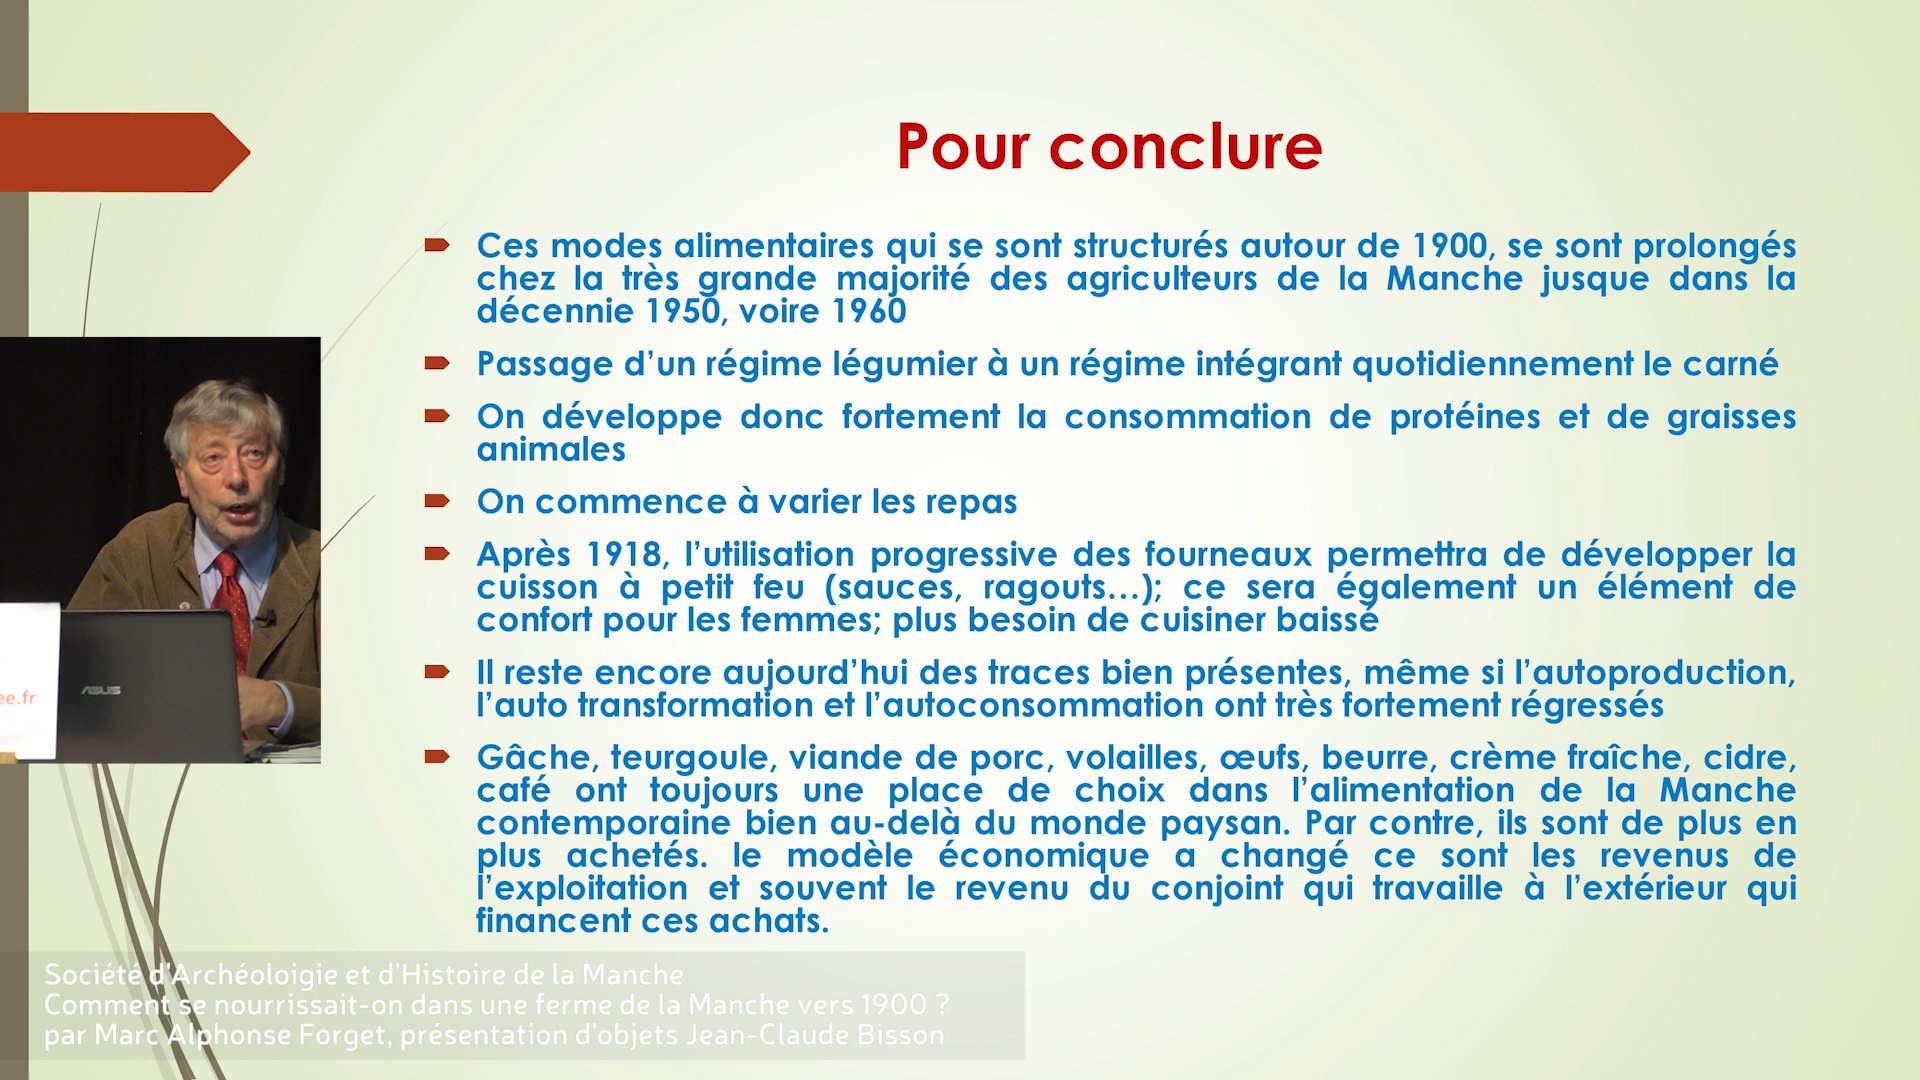 Pour conclure
Ces modes alimentaires qui se sont structurés autour de 1900, se sont prolongés
chez la très grande majorité des agriculteurs de la Manche jusque dans la
décennie 1950, voire 1960
Passage d’un régime légumier à un régime intégrant quotidiennement le carné
On développe donc fortement la consommation de protéines et de graisses
animales
On commence à varier les repas
Après 1918, l’utilisation progressive des fourneaux permettra de développer la
cuisson à petit feu (sauces, ragouts…); ce sera également un élément de
confort pour les femmes; plus besoin de cuisiner baissé
Il reste encore aujourd’hui des traces bien présentes, même si l’autoproduction,
l’auto transformation et l’autoconsommation ont très fortement régressés
Gâche, teurgoule, viande de porc, volailles, œufs, beurre, crème fraîche, cidre,
café ont toujours une place de choix dans l’alimentation de la Manche
contemporaine bien au-delà du monde paysan. Par contre, ils sont de plus en
plus achetés. le modèle économique a changé ce sont les revenus de
l’exploitation et souvent le revenu du conjoint qui travaille à l’extérieur qui
financent ces achats.
ASUS
ee.fr
Société d'Archéoloigie et d'Histoire de la Manche
Comment se nourrissait-on dans une ferme de la Manche vers 1900 ?
par Marc Alphonse Forget, présentation d'objets Jean-Claude Bisson